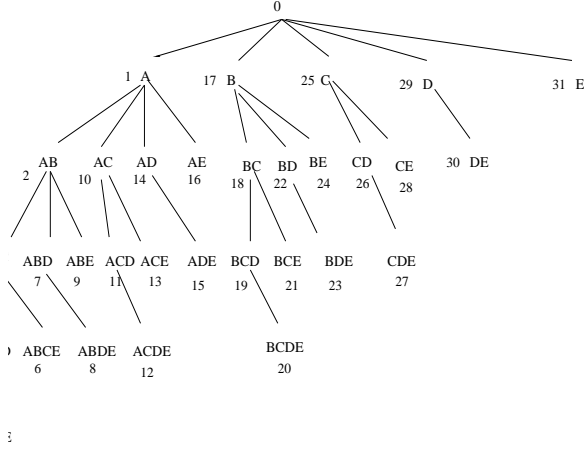 0
1 A 17 B 25 C 29 D 31 E
AB AC AD AE BC BD BE CD CE 30 DE
2 10 14 16 18 22 24 26 28
ABD ABE ACD ACE ADE BCD BCE BDE CDE
7 9 11 13 15 19 21 23 27
ABCE ABDE ACDE BCDE
6 8 12 20